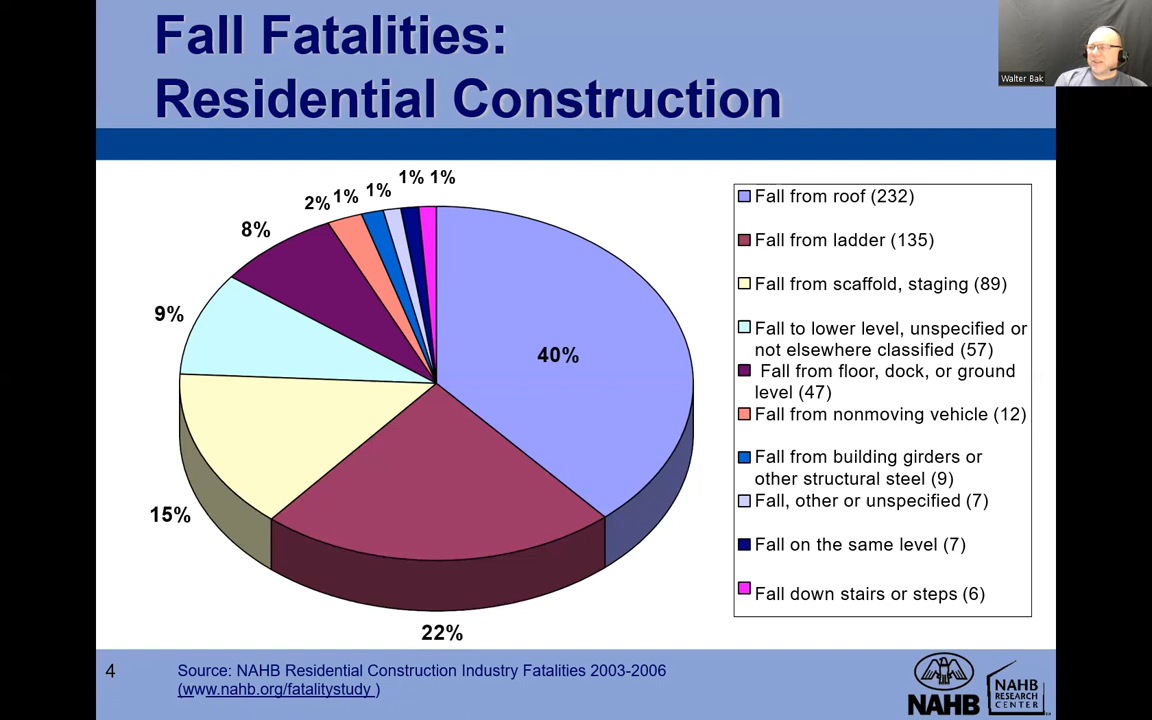 Fall Fatalities:
Residential Construction
Walter Bak
1% 1%
1%
1%
2%
8%
9%
40%
15%
22%
Fall from roof (232)
Fall from ladder (135)
Fall from scaffold, staging (89)
Fall to lower level, unspecified or
not elsewhere classified (57)
Fall from floor, dock, or ground
level (47)
Fall from nonmoving vehicle (12)
Fall from building girders or
other structural steel (9)
Fall, other or unspecified (7)
Fall on the same level (7)
Fall down stairs or steps (6)
4
Source: NAHB Residential Construction Industry Fatalities 2003-2006
(www.nahb.org/fatalitystudy )
NAHB
NAHB
RESEARCH
CENTER